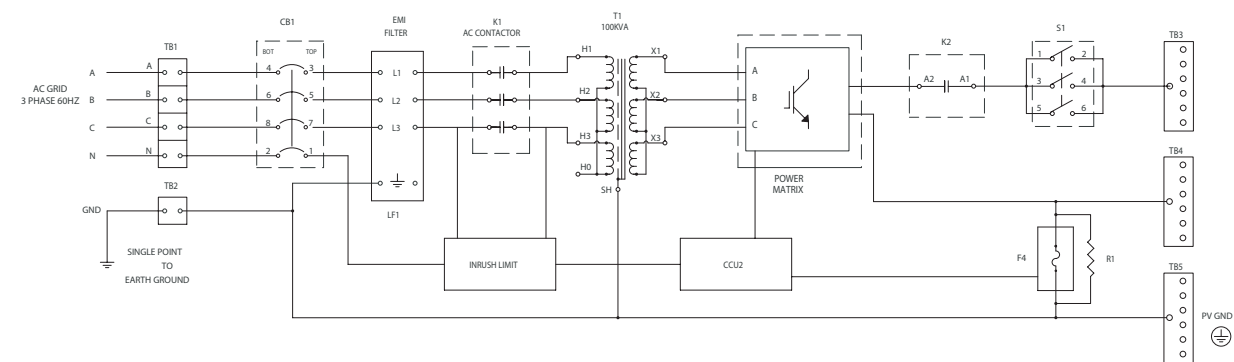 T1
100KVA
CB1
EMI
FILTER
K1
AC CONTACTOR
S1
TB3
TB1
BOT
TOP
K2
H1
X1
A
A
4
3
L1
A
A2
A1
1
2
AC GRID
3 PHASE 60HZ
B
B
6
5
L2
H2
X2
B
3
4
C
C
8
7
L3
H3
X3
C
5
6
N
N
2
1
H0
TB4
POWER
MATRIX
SH
TB2
GND
LF1
SINGLE POINT
TO
EARTH GROUND
INRUSH LIMIT
CCU2
F4
R1
TB5
PV GND